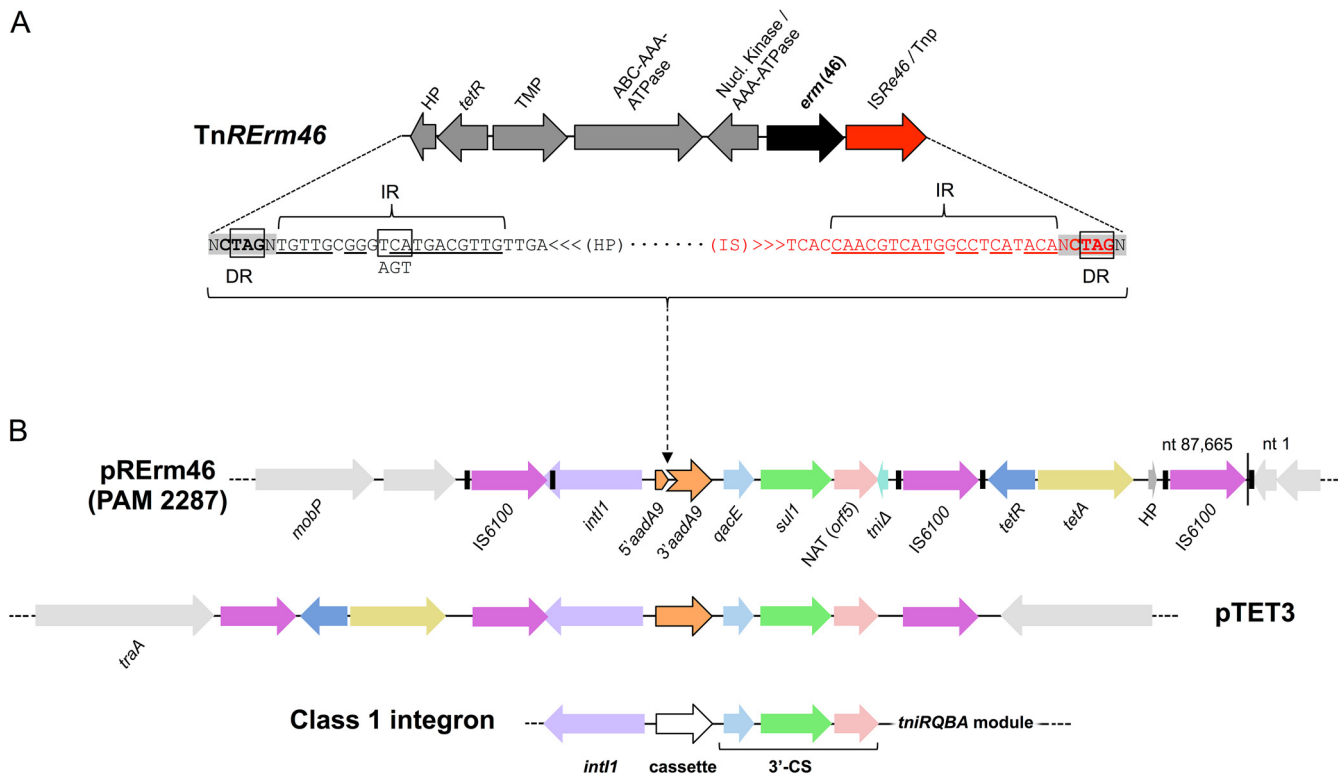 A
HP
tetR
TMP
ABC-AAA-
ATPase
Nucl. Kinase /
AAA-ATPase
erm(46)
ISRe46 / Tnp
TnRErm46
IR
IR
NCTAGNTGTTGCGGGTCATGACGTTGTTGA<<<(HP)·······(IS)>>>TCACCAACGTCATGGCCTCATACANCTAGN
DR
AGT
DR
B
pRErm46
(PAM 2287)
nt 87,665
nt 1
mobP
IS6100
intI1
5'aadA9
3'aadA9
qacE
sul1
NAT (orf5)
tniΔ
IS6100
tetR
tetA
HP
IS6100
pTET3
traA
Class 1 integron
tniRQBA module
intI1
cassette
3'-CS